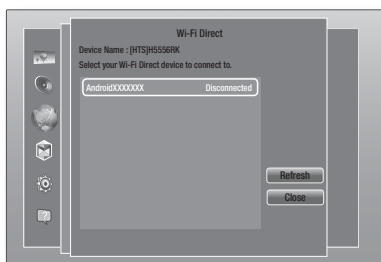 Wi-Fi Direct
Device Name : [HTS]H5556RK
Select your Wi-Fi Direct device to connect to.
AndroidXXXXXXX Disconnected
Refresh
Close
?